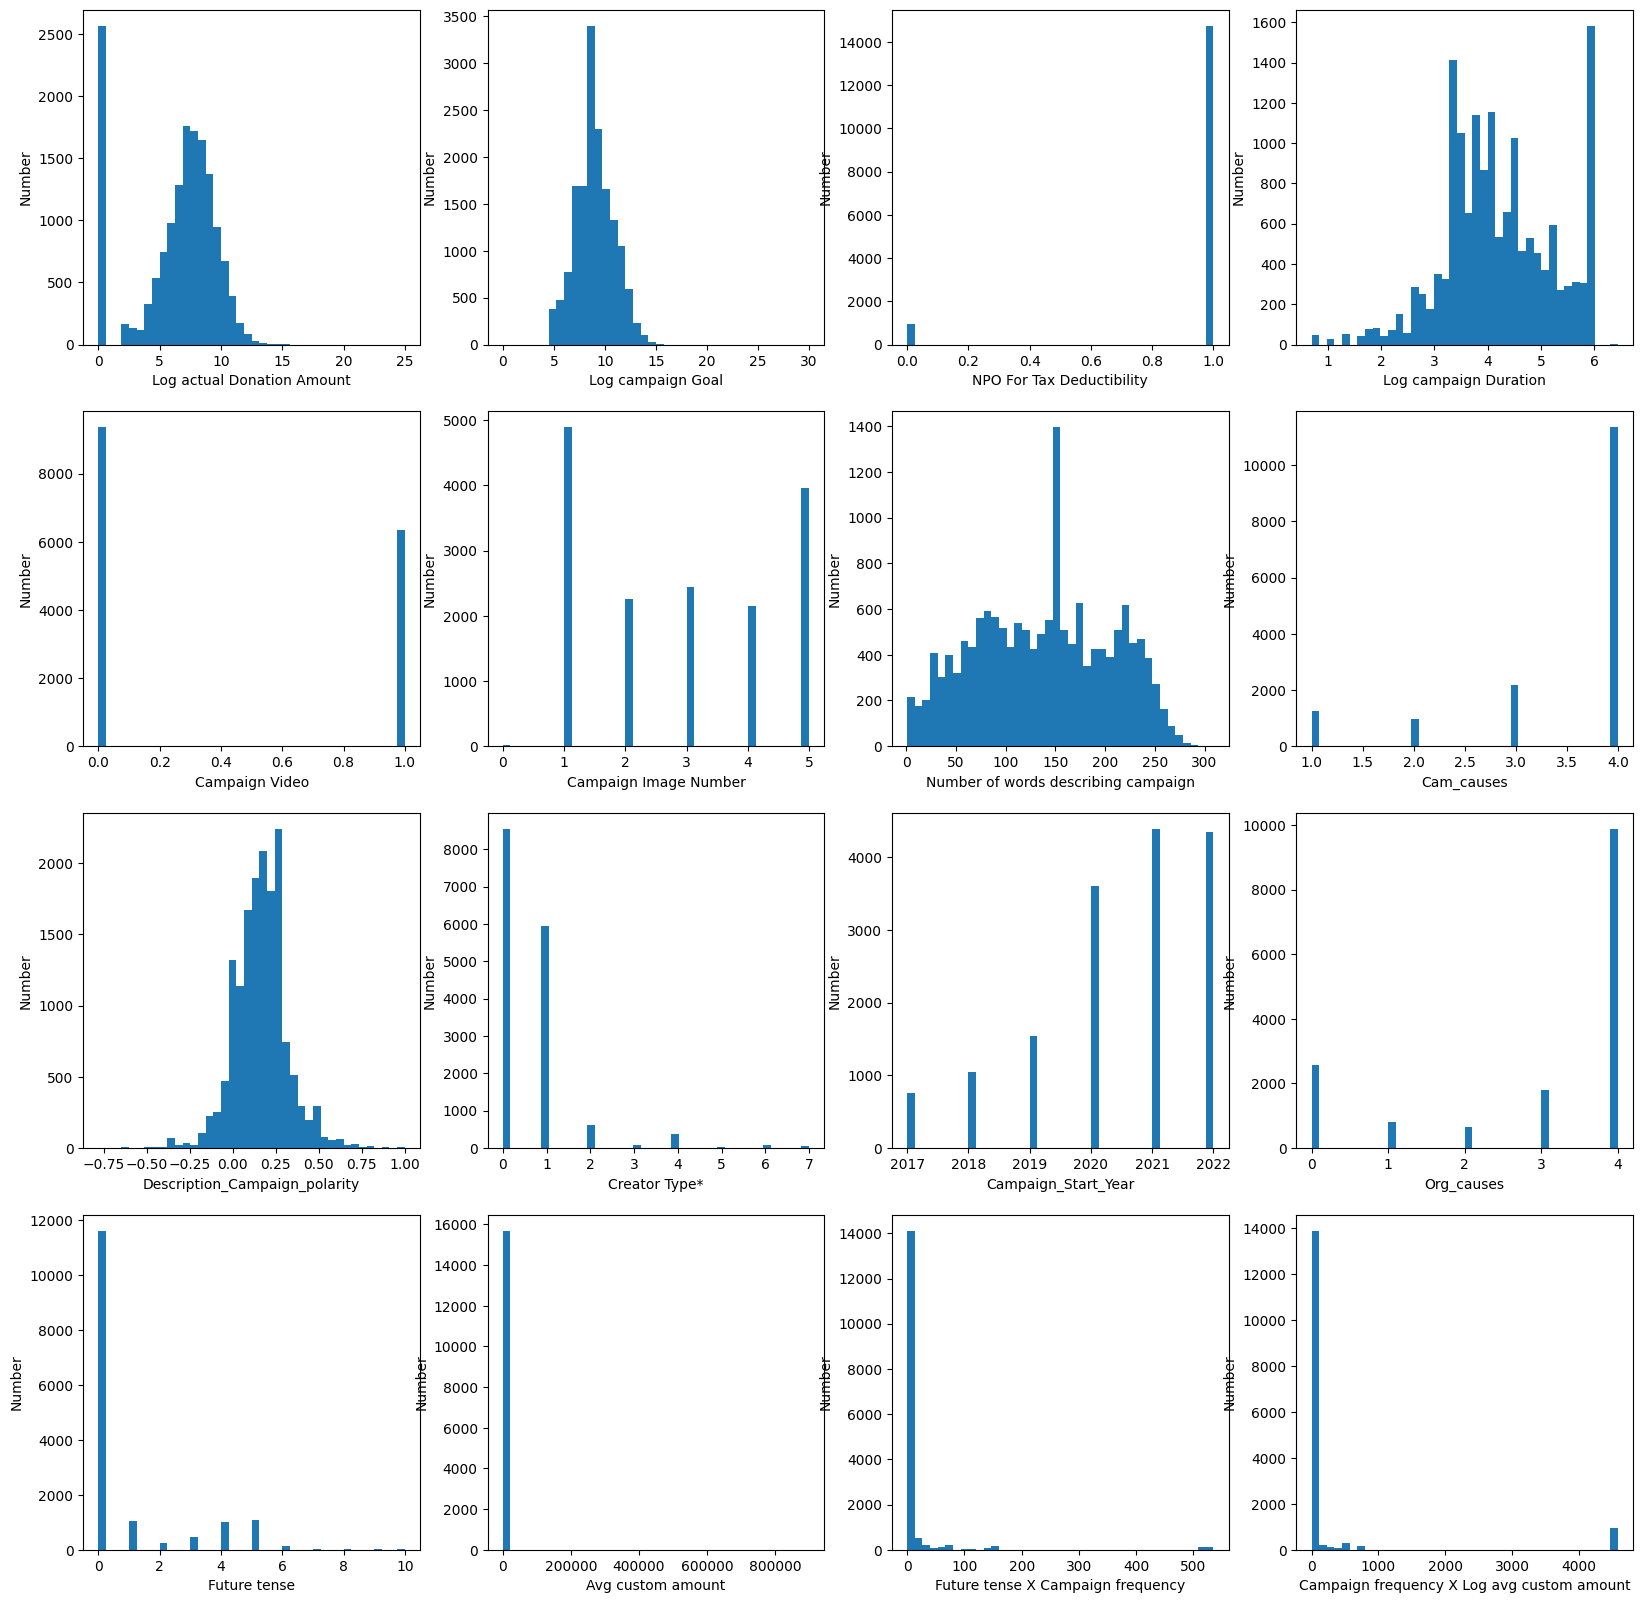 2500
2000
1500
1000
500
0
Number
0 5 10 15 20 25
Log actual Donation Amount
3500
3000
2500
2000
1500
1000
500
0
Number
0 5 10 15 20 25 30
Log campaign Goal
14000
12000
10000
8000
6000
4000
2000
0
Number
0.0 0.2 0.4 0.6 0.8 1.0
NPO For Tax Deductibility
1600
1400
1200
1000
800
600
400
200
0
Number
1 2 3 4 5 6
Log campaign Duration
8000
6000
4000
2000
0
Number
0.0 0.2 0.4 0.6 0.8 1.0
Campaign Video
5000
4000
3000
2000
1000
0
Number
0 1 2 3 4 5
Campaign Image Number
1400
1200
1000
800
600
400
200
0
Number
0 50 100 150 200 250 300
Number of words describing campaign
10000
8000
6000
4000
2000
0
Number
1.0 1.5 2.0 2.5 3.0 3.5 4.0
Cam_causes
2000
1500
1000
500
0
Number
−0.75 −0.50 −0.25 0.00 0.25 0.50 0.75 1.00
Description_Campaign_polarity
8000
7000
6000
5000
4000
3000
2000
1000
0
Number
0 1 2 3 4 5 6 7
Creator Type*
4000
3000
2000
1000
0
Number
2017 2018 2019 2020 2021 2022
Campaign_Start_Year
10000
8000
6000
4000
2000
0
Number
0 1 2 3 4
Org_causes
12000
10000
8000
6000
4000
2000
0
Number
0 2 4 6 8 10
Future tense
16000
14000
12000
10000
8000
6000
4000
2000
0
Number
0 200000 400000 600000 800000
Avg custom amount
14000
12000
10000
8000
6000
4000
2000
0
Number
0 100 200 300 400 500
Future tense X Campaign frequency
14000
12000
10000
8000
6000
4000
2000
0
Number
0 1000 2000 3000 4000
Campaign frequency X Log avg custom amount